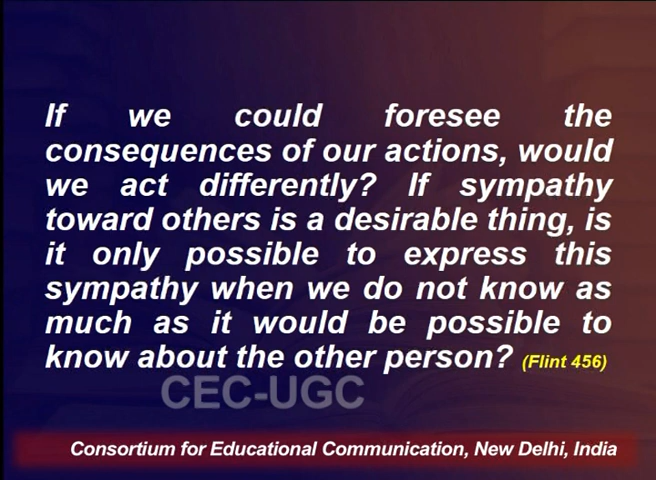 If we could foresee the
consequences of our actions, would
we act differently? If sympathy
toward others is a desirable thing, is
it only possible to express this
sympathy when we do not know as
much as it would be possible to
know about the other person? (Flint 456)
CEC-UGC
Consortium for Educational Communication, New Delhi, India